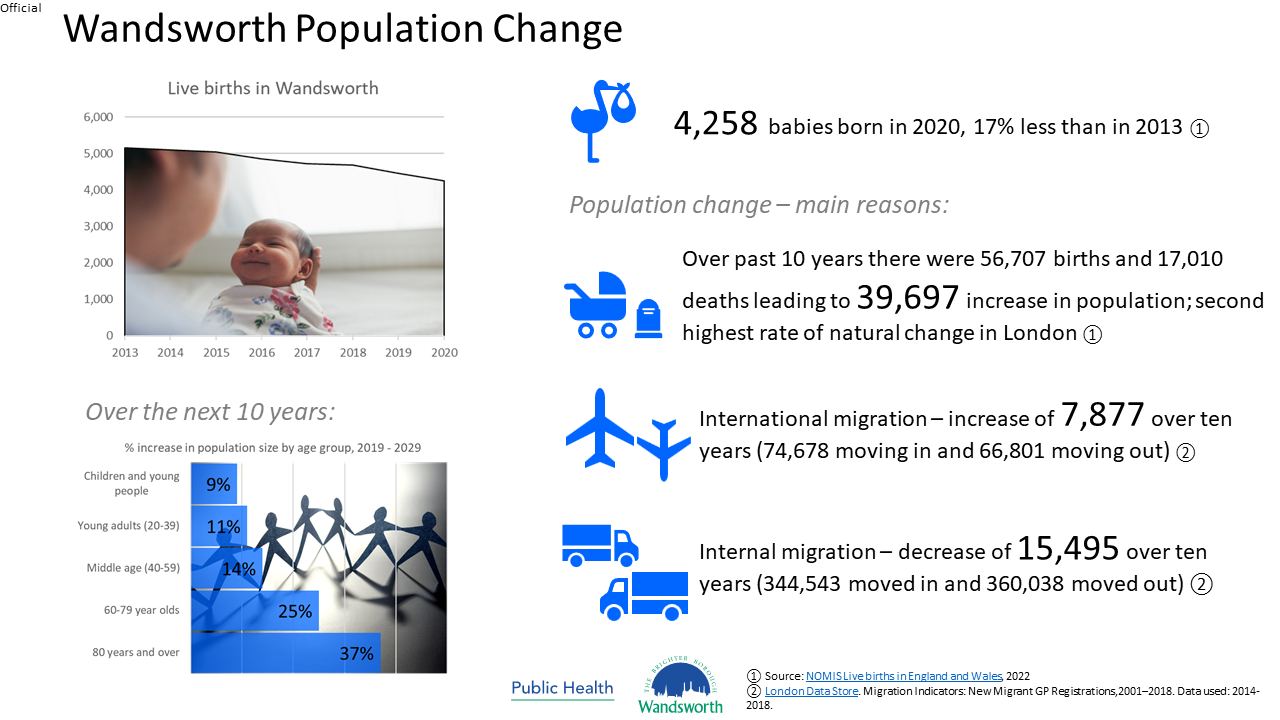 Official
Wandsworth Population Change
Live births in Wandsworth
6,000
5,000
4,000
3,000
2,000
1,000
0
2013 2014 2015 2016 2017 2018 2019 2020
4,258 babies born in 2020, 17% less than in 2013 ①
Population change – main reasons:
Over past 10 years there were 56,707 births and 17,010
deaths leading to 39,697 increase in population; second
highest rate of natural change in London ①
International migration – increase of 7,877 over ten
years (74,678 moving in and 66,801 moving out) ②
Internal migration – decrease of 15,495 over ten
years (344,543 moved in and 360,038 moved out) ②
Over the next 10 years:
% increase in population size by age group, 2019 - 2029
Children and young
people
9%
Young adults (20-39)
11%
Middle age (40-59)
14%
60-79 year olds
25%
80 years and over
37%
Public Health
THE BRIGHTER BOROUGH
Wandsworth
① Source: NOMIS Live births in England and Wales, 2022
② London Data Store. Migration Indicators: New Migrant GP Registrations,2001–2018. Data used: 2014-
2018.